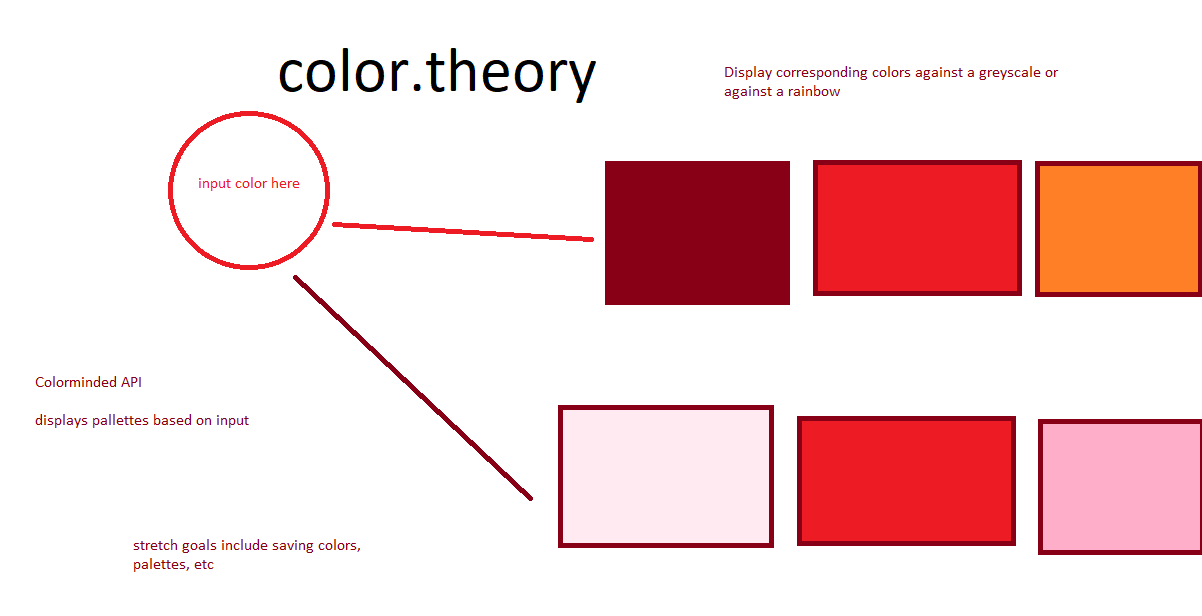 color.theory
Display corresponding colors against a greyscale or
against a rainbow
input color here
Colorminded API
displays pallettes based on input
stretch goals include saving colors,
palettes, etc